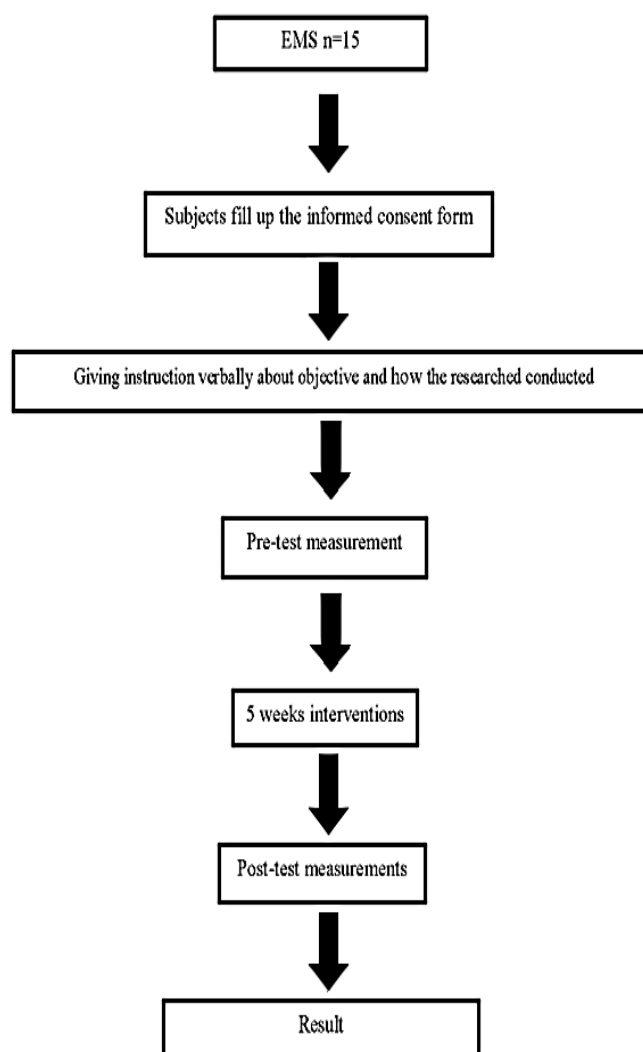 EMS n=15
Subjects fill up the informed consent form
Giving instruction verbally about objective and how the researched conducted
Pre-test measurement
5 weeks interventions
Post-test measurements
Result